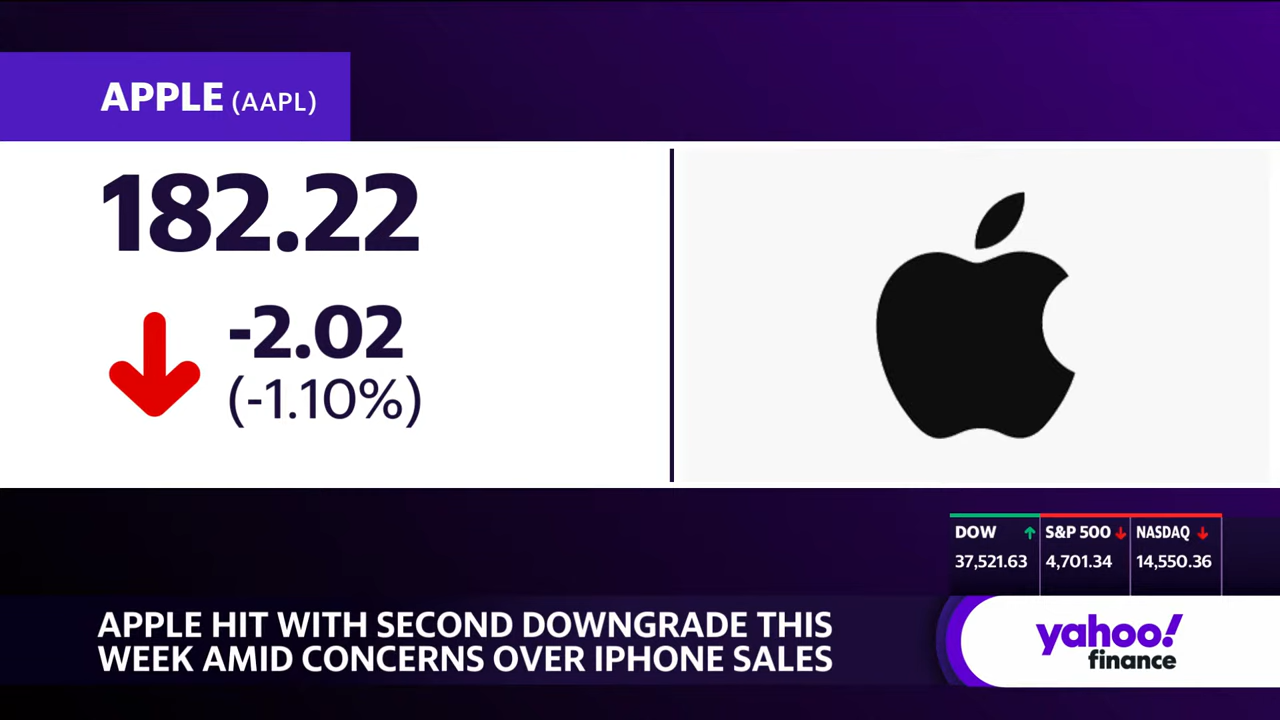 APPLE (AAPL)
182.22
-2.02
(-1.10%)
DOW
37,521.63
S&P 500
4,701.34
NASDAQ
14,550.36
APPLE HIT WITH SECOND DOWNGRADE THIS
WEEK AMID CONCERNS OVER IPHONE SALES
yahoo!
finance